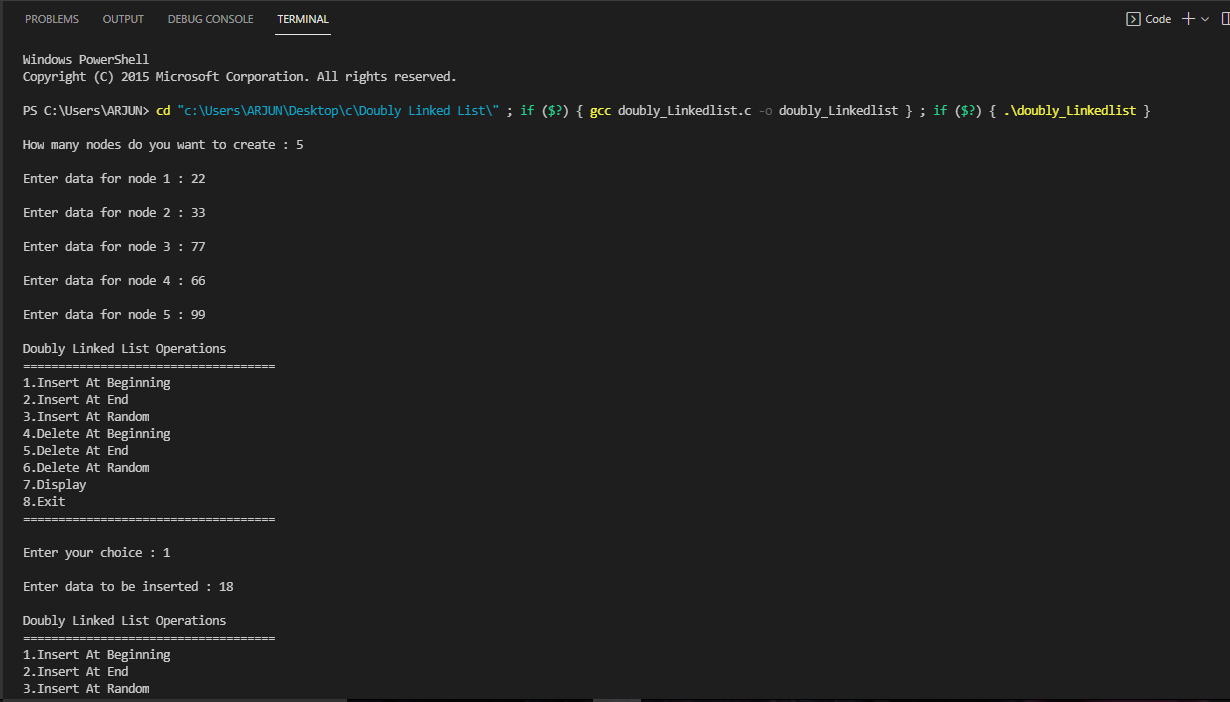 PROBLEMS OUTPUT DEBUG CONSOLE TERMINAL Code
Windows PowerShell
Copyright (C) 2015 Microsoft Corporation. All rights reserved.
PS C:\Users\ARJUN> cd "c:\Users\ARJUN\Desktop\c\Doubly Linked List\" ; if ($?) { gcc doubly_Linkedlist.c -o doubly_Linkedlist } ; if ($?) { .\doubly_Linkedlist }
How many nodes do you want to create : 5
Enter data for node 1 : 22
Enter data for node 2 : 33
Enter data for node 3 : 77
Enter data for node 4 : 66
Enter data for node 5 : 99
Doubly Linked List Operations
====================================
1.Insert At Beginning
2.Insert At End
3.Insert At Random
4.Delete At Beginning
5.Delete At End
6.Delete At Random
7.Display
8.Exit
====================================
Enter your choice : 1
Enter data to be inserted : 18
Doubly Linked List Operations
====================================
1.Insert At Beginning
2.Insert At End
3.Insert At Random